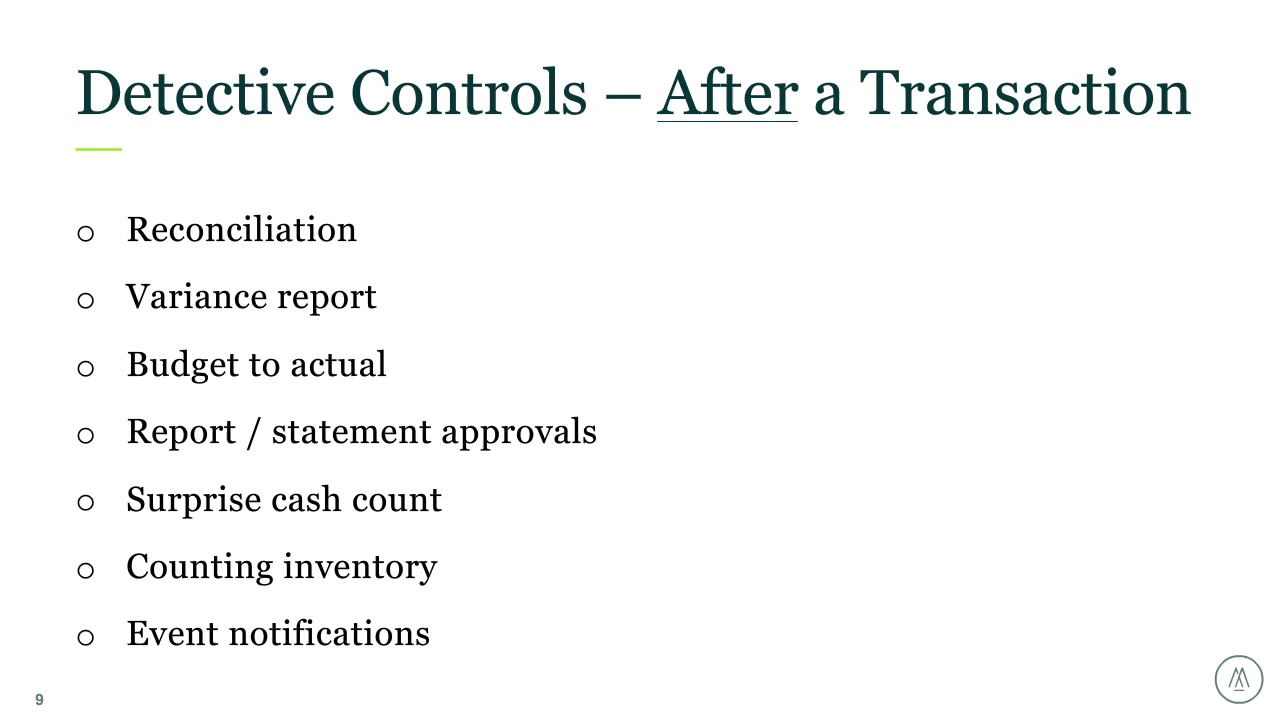 Detective Controls – After a Transaction
o Reconciliation
o Variance report
o Budget to actual
o Report / statement approvals
o Surprise cash count
o Counting inventory
o Event notifications
9